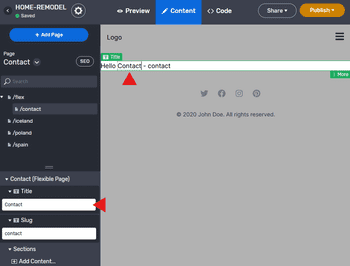 HOME-REMODEL
Saved
Preview
Content
Code
Share
Publish
+ Add Page
Page
Contact
SEO
Search
/flex
/contact
/iceland
/poland
/spain
Contact (Flexible Page)
Title
Contact
Slug
contact
Sections
Add Content...
Logo
Title
Hello Contact - contact
More
© 2020 John Doe. All rights reserved.